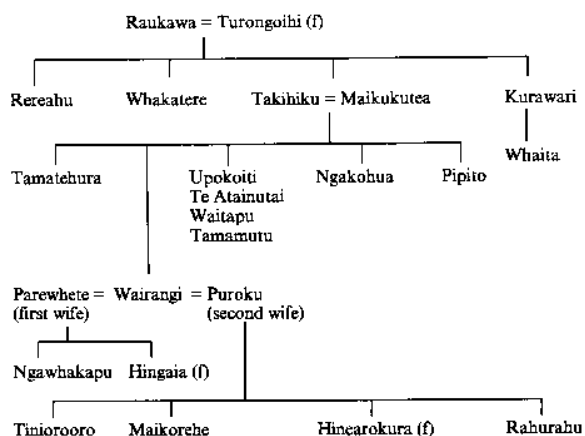 Raukawa = Turongoihi (f)
Rereahu Whakatere Takihiku = Maikukutea Kurawari
Whaita
Tamatehura Upokoiti Ngakohua Pipito
Te Atainutai
Waitapu
Tamamutu
Parewhete = Wairangi = Puroku
(first wife) (second wife)
Ngawhakapu Hingaia (f)
Tiniorooro Maikorehe Hinearokura (f) Rahurahu